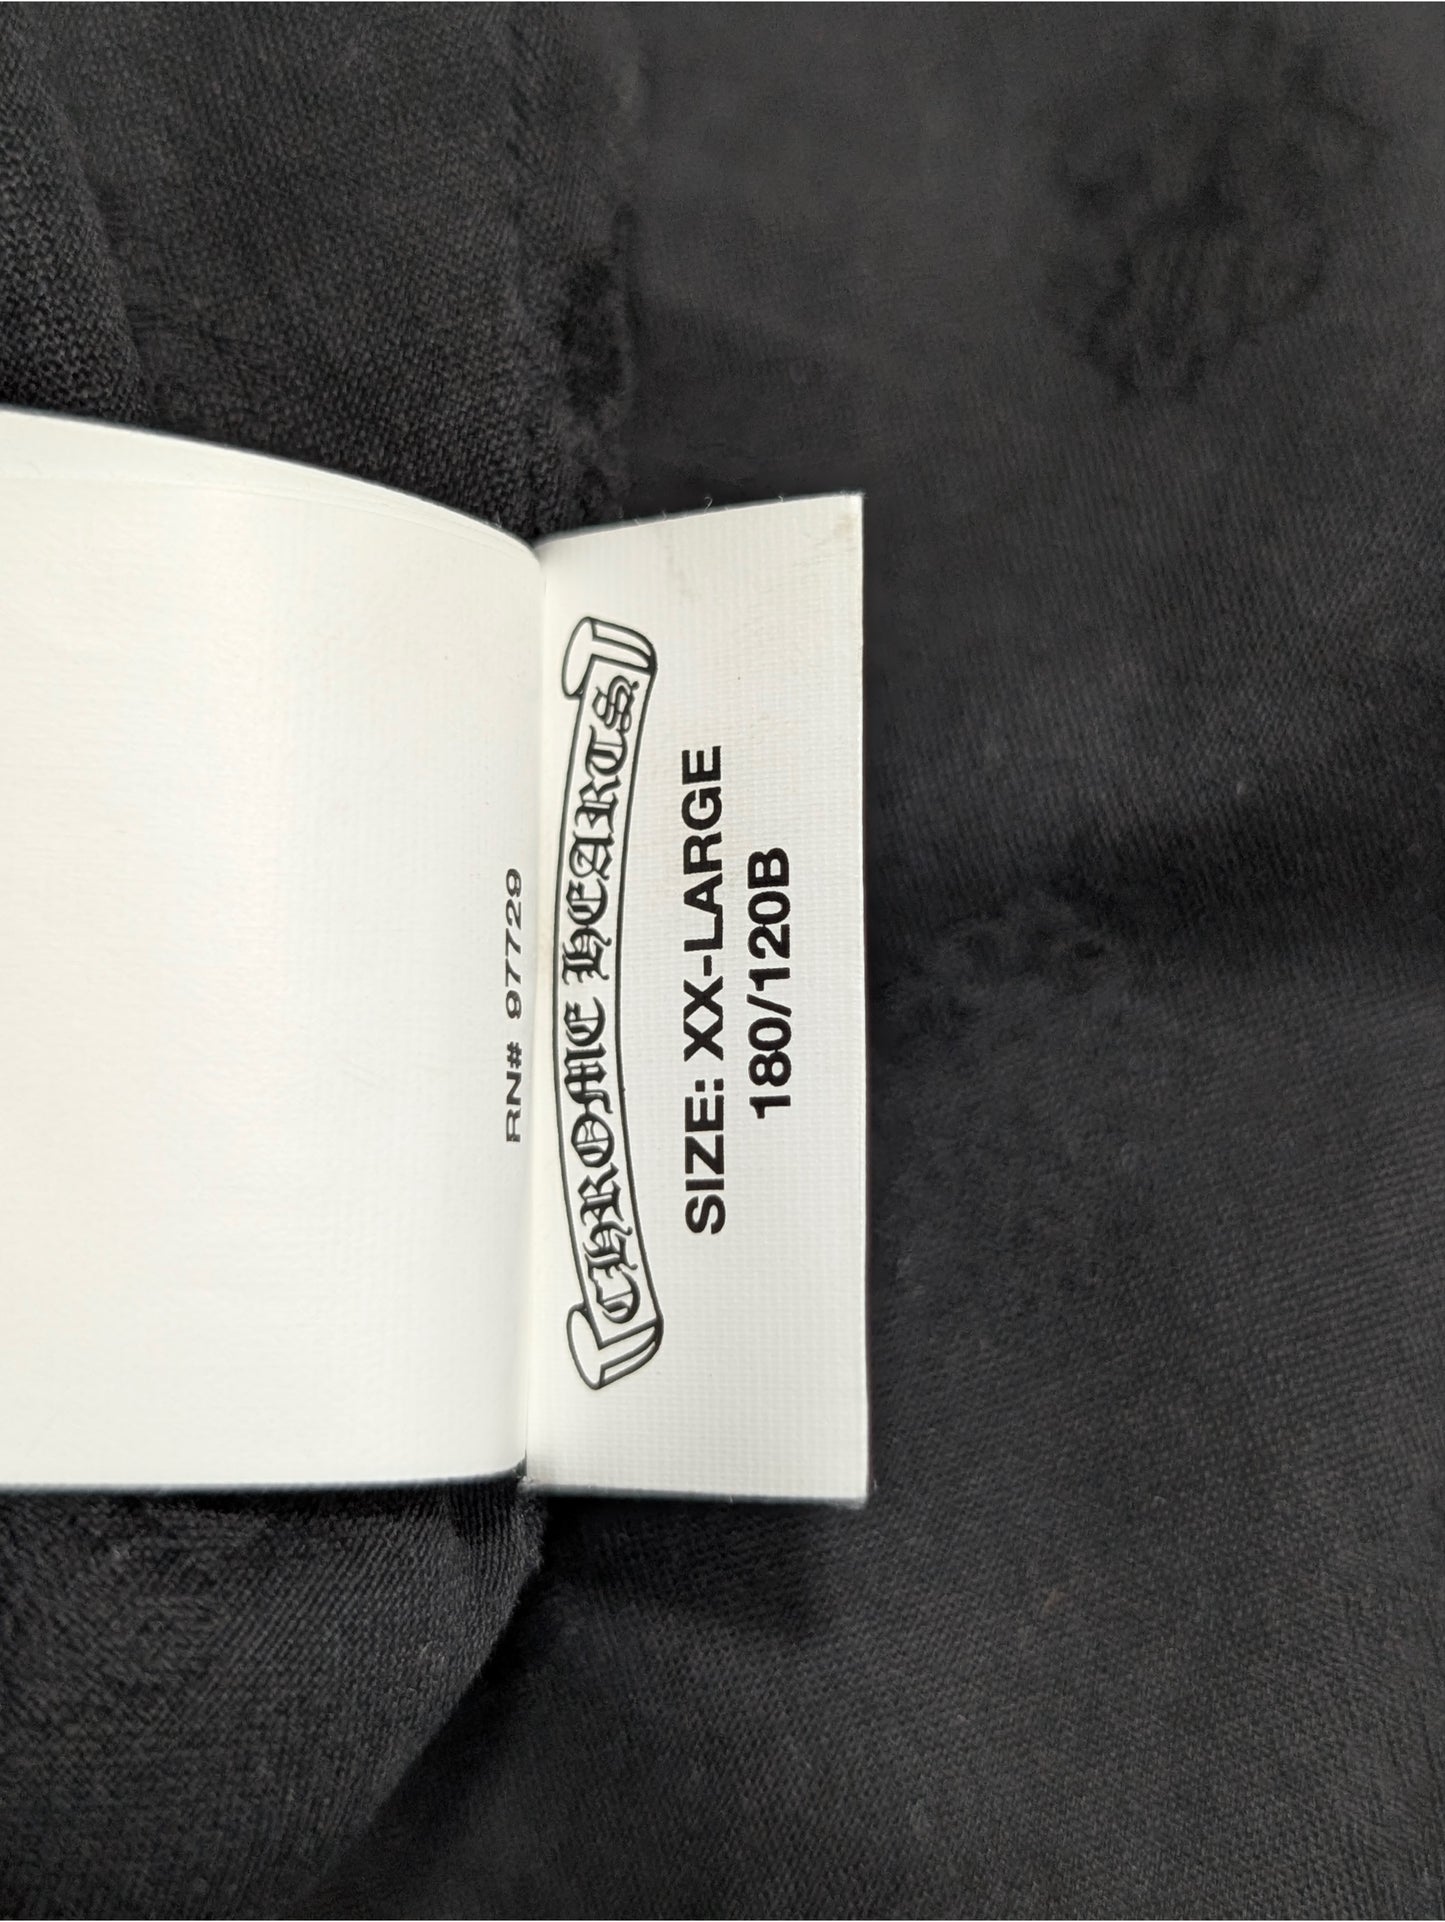 RN# 97729
CHROME HEARTS
SIZE: XX-LARGE
180/120B